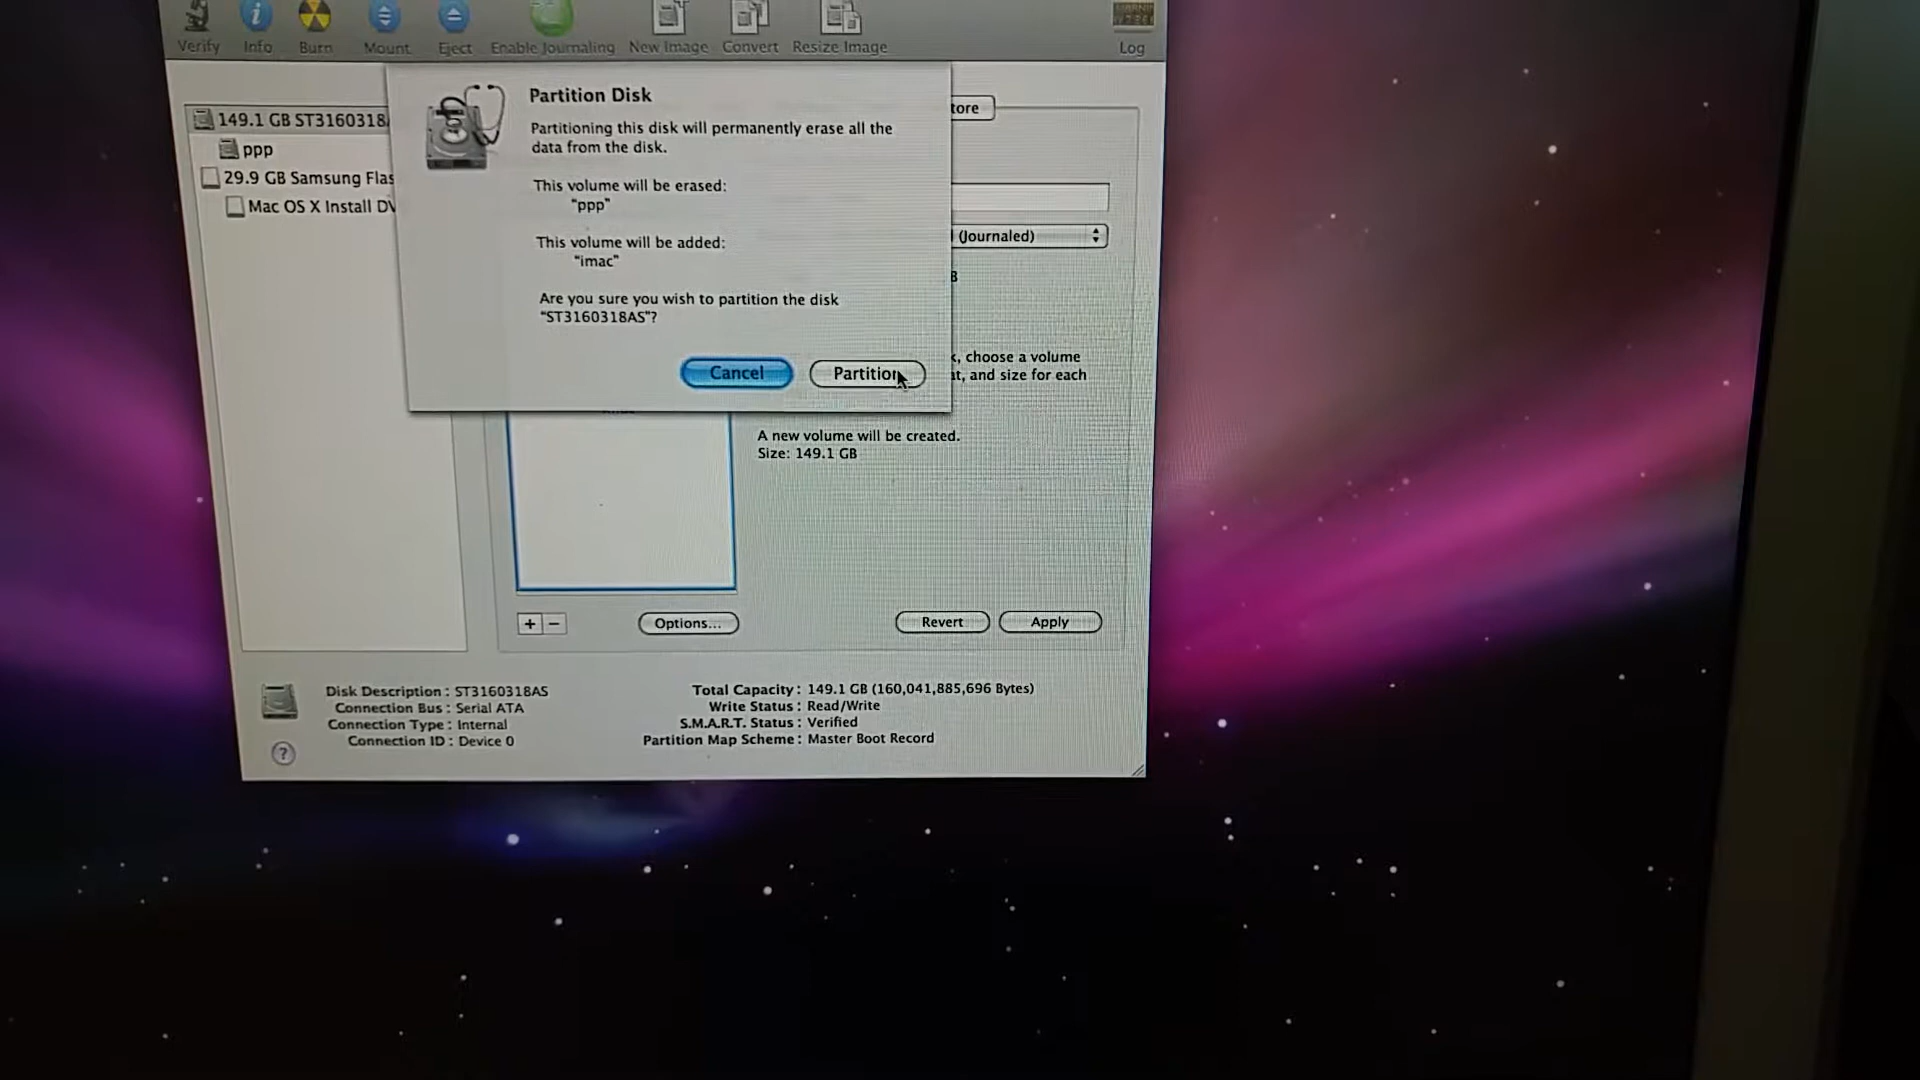 Verify Info Burn Mount Eject Enable Journaling New Image Convert Resize Image Log
Partition Disk
Partitioning this disk will permanently erase all the
data from the disk.
This volume will be erased:
"ppp"
This volume will be added:
"imac"
Are you sure you wish to partition the disk
"ST3160318AS"?
Cancel Partition
149.1 GB ST3160318A
ppp
29.9 GB Samsung Flas
Mac OS X Install DV
tore
(Journaled)
B
, choose a volume
at, and size for each
A new volume will be created.
Size: 149.1 GB
+ −
Options...
Revert
Apply
Disk Description : ST3160318AS
Connection Bus : Serial ATA
Connection Type : Internal
Connection ID : Device 0
Total Capacity : 149.1 GB (160,041,885,696 Bytes)
Write Status : Read/Write
S.M.A.R.T. Status : Verified
Partition Map Scheme : Master Boot Record
?